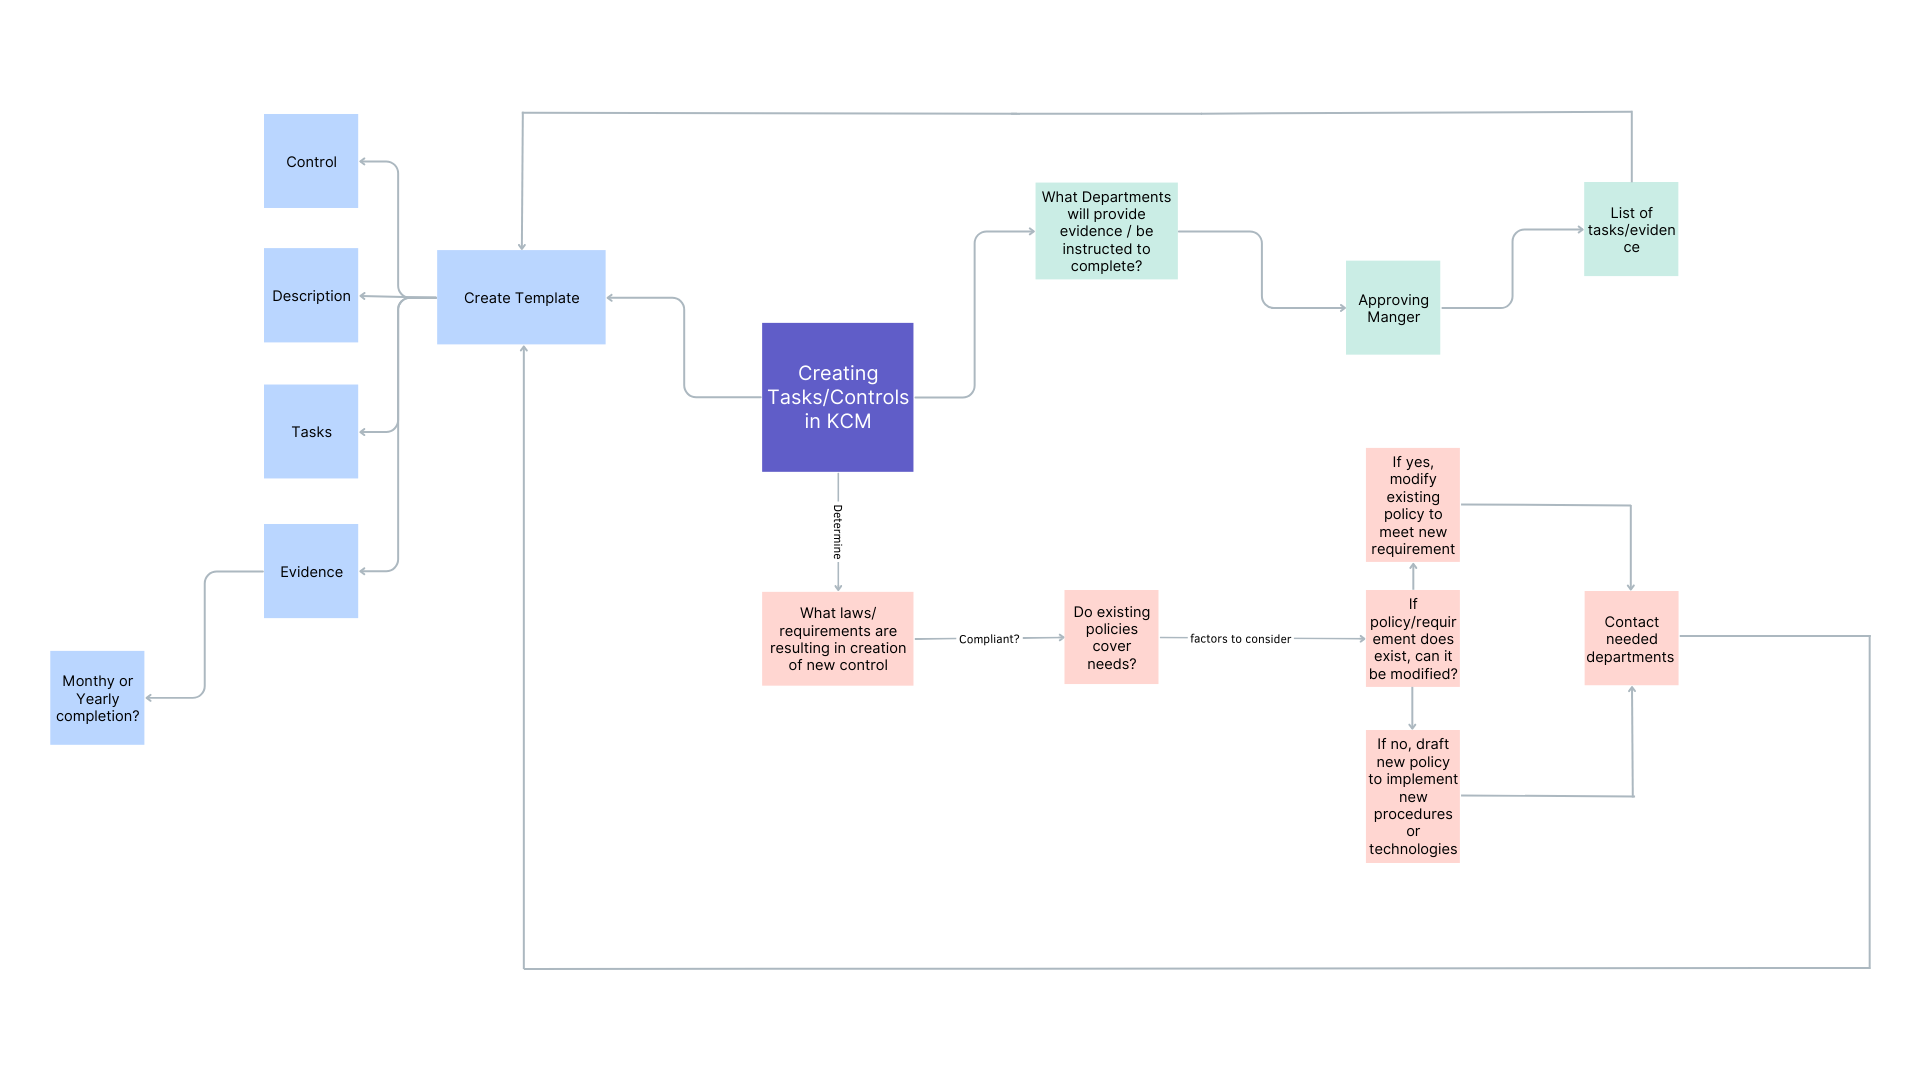 Control
Description
Tasks
Evidence
Monthy or
Yearly
completion?
Create Template
Creating
Tasks/Controls
in KCM
What Departments
will provide
evidence / be
instructed to
complete?
Approving
Manger
List of
tasks/eviden
ce
Determine
What laws/
requirements are
resulting in creation
of new control
Compliant?
Do existing
policies
cover
needs?
factors to consider
If
policy/requir
ement does
exist, can it
be modified?
If yes,
modify
existing
policy to
meet new
requirement
If no, draft
new policy
to implement
new
procedures
or
technologies
Contact
needed
departments